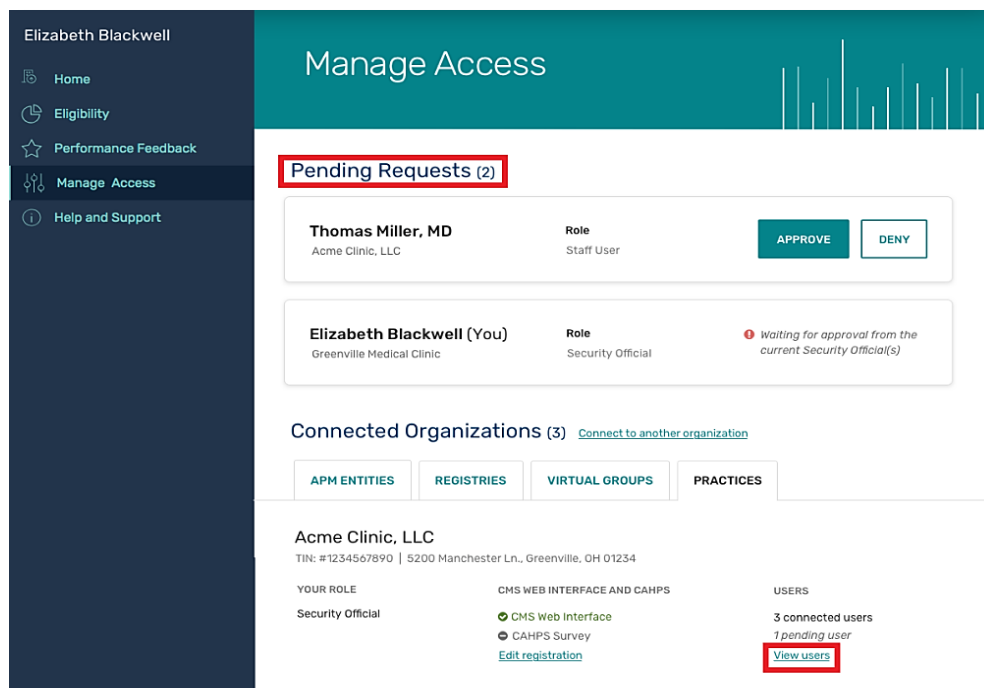 Elizabeth Blackwell
Home
Eligibility
Performance Feedback
Manage Access
Help and Support
Manage Access
Pending Requests (2)
Thomas Miller, MD
Acme Clinic, LLC
Role
Staff User
APPROVE
DENY
Elizabeth Blackwell (You)
Greenville Medical Clinic
Role
Security Official
Waiting for approval from the
current Security Official(s)
Connected Organizations (3) Connect to another organization
APM ENTITIES
REGISTRIES
VIRTUAL GROUPS
PRACTICES
Acme Clinic, LLC
TIN: #1234567890 | 5200 Manchester Ln., Greenville, OH 01234
YOUR ROLE
Security Official
CMS WEB INTERFACE AND CAHPS
CMS Web Interface
CAHPS Survey
Edit registration
USERS
3 connected users
1 pending user
View users